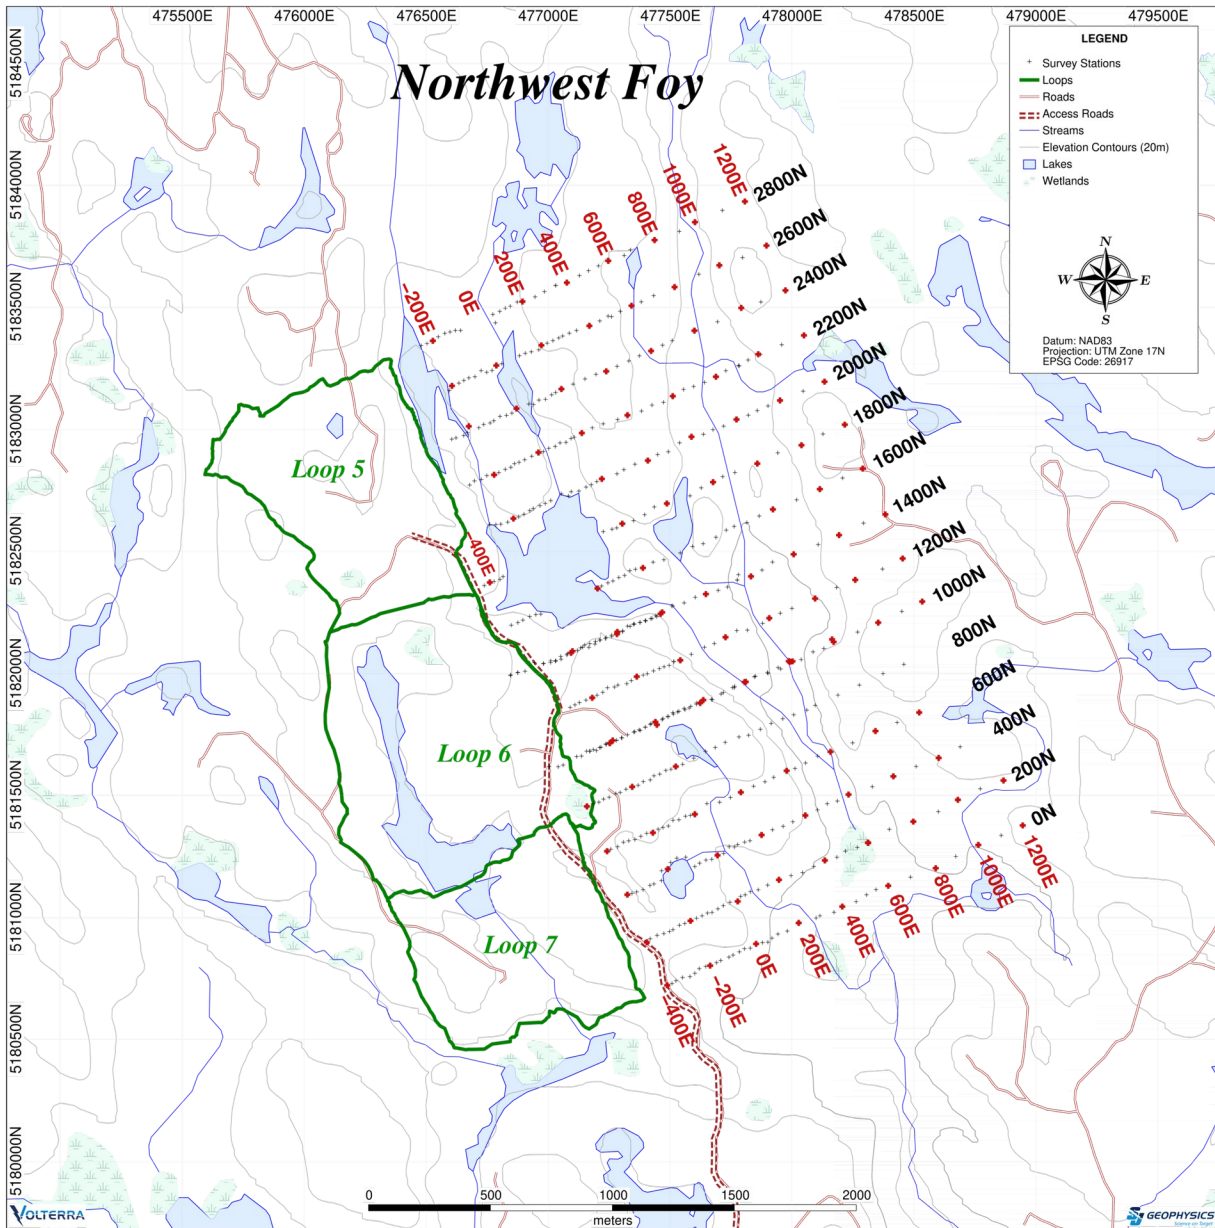 475500E 476000E 476500E 477000E 477500E 478000E 478500E 479000E 479500E
5184500N
5184000N
5183500N
5183000N
5182500N
5182000N
5181500N
5181000N
5180500N
5180000N
Northwest Foy
LEGEND
Survey Stations
Loops
Roads
Access Roads
Streams
Elevation Contours (20m)
Lakes
Wetlands
N
W E
S
Datum: NAD83
Projection: UTM Zone 17N
EPSG Code: 26917
−200E
0E
200E
400E
600E
800E
1000E
1200E
2800N
2600N
2400N
2200N
2000N
1800N
1600N
1400N
1200N
1000N
800N
600N
400N
200N
0N
−400E
Loop 5
Loop 6
Loop 7
−400E
−200E
0E
200E
400E
600E
800E
1000E
1200E
0 500 1000 1500 2000
meters
VOLTERRA
GEOPHYSICS
Science on Target